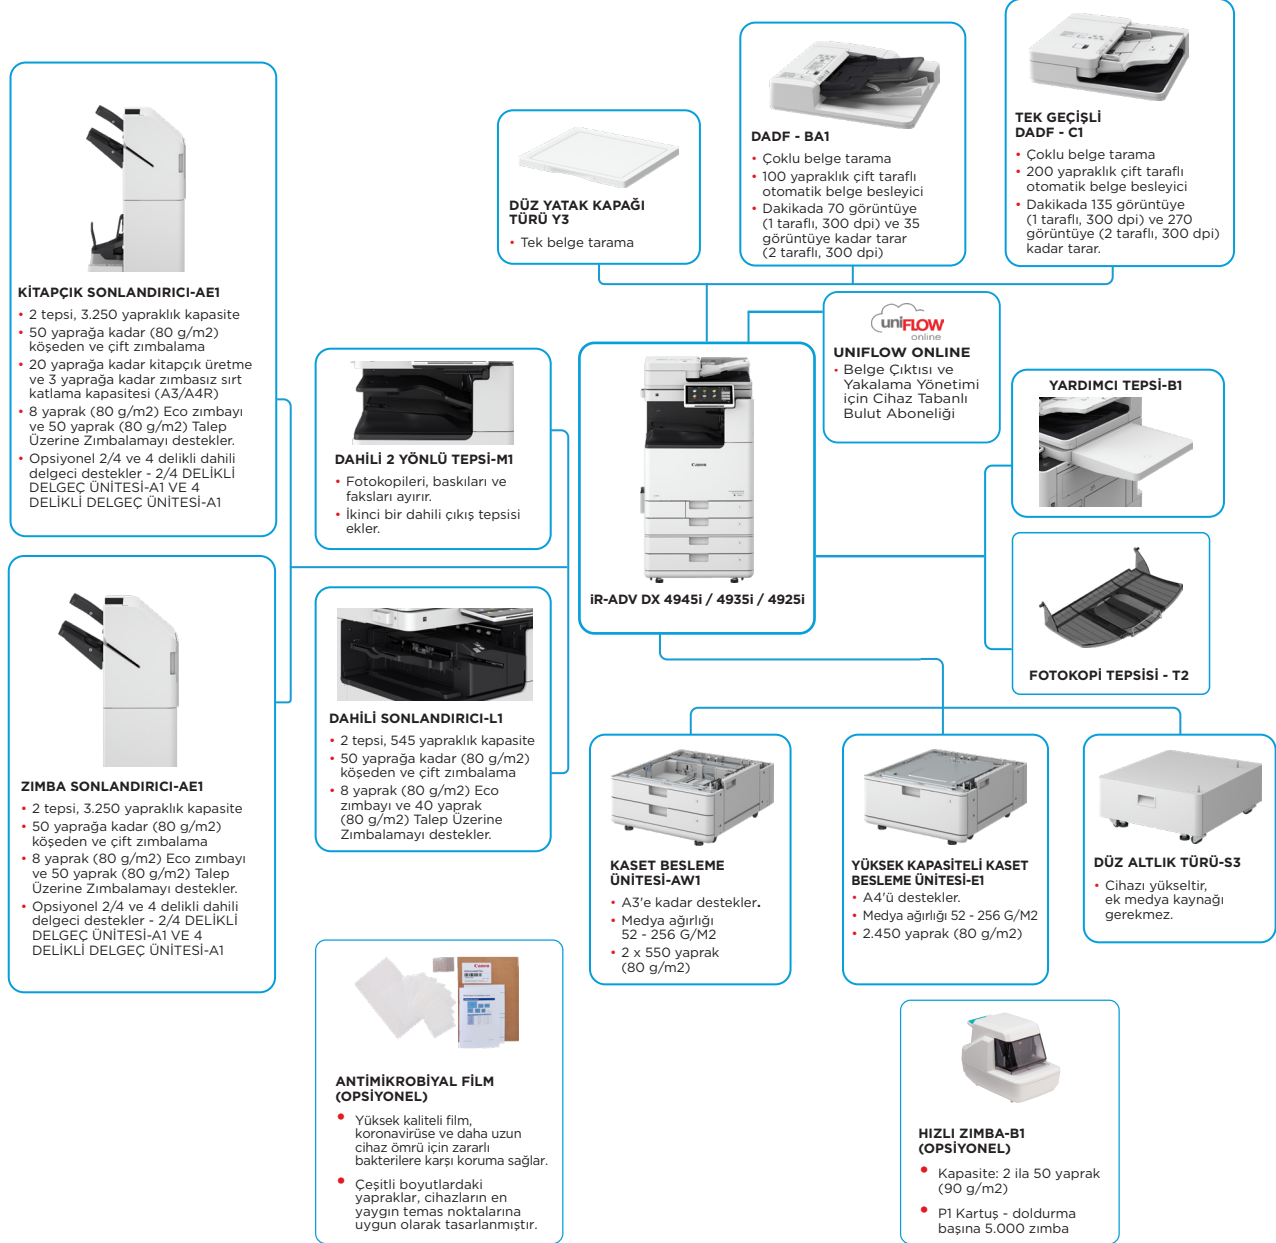 KİTAPÇIK SONLANDIRICI-AE1
• 2 tepsi, 3.250 yapraklık kapasite
• 50 yaprağa kadar (80 g/m2)
köşeden ve çift zımbalama
• 20 yaprağa kadar kitapçık üretme
ve 3 yaprağa kadar zımbasız sırt
katlama kapasitesi (A3/A4R)
• 8 yaprak (80 g/m2) Eco zımbayı
ve 50 yaprak (80 g/m2) Talep
Üzerine Zımbalamayı destekler.
• Opsiyonel 2/4 ve 4 delikli dahili
delgeci destekler - 2/4 DELİKLİ
DELGEÇ ÜNİTESİ-A1 VE 4
DELİKLİ DELGEÇ ÜNİTESİ-A1
ZIMBA SONLANDIRICI-AE1
• 2 tepsi, 3.250 yapraklık kapasite
• 50 yaprağa kadar (80 g/m2)
köşeden ve çift zımbalama
• 8 yaprak (80 g/m2) Eco zımbayı
ve 50 yaprak (80 g/m2) Talep
Üzerine Zımbalamayı destekler.
• Opsiyonel 2/4 ve 4 delikli dahili
delgeci destekler - 2/4 DELİKLİ
DELGEÇ ÜNİTESİ-A1 VE 4
DELİKLİ DELGEÇ ÜNİTESİ-A1
DAHİLİ 2 YÖNLÜ TEPSİ-M1
• Fotokopileri, baskıları ve
faksları ayırır.
• İkinci bir dahili çıkış tepsisi
ekler.
DAHİLİ SONLANDIRICI-L1
• 2 tepsi, 545 yapraklık kapasite
• 50 yaprağa kadar (80 g/m2)
köşeden ve çift zımbalama
• 8 yaprak (80 g/m2) Eco
zımbayı ve 40 yaprak
(80 g/m2) Talep Üzerine
Zımbalamayı destekler.
DÜZ YATAK KAPAĞI
TÜRÜ Y3
• Tek belge tarama
DADF - BA1
• Çoklu belge tarama
• 100 yapraklık çift taraflı
otomatik belge besleyici
• Dakikada 70 görüntüye
(1 taraflı, 300 dpi) ve 35
görüntüye kadar tarar
(2 taraflı, 300 dpi)
TEK GEÇİŞLİ
DADF - C1
• Çoklu belge tarama
• 200 yapraklık çift taraflı
otomatik belge besleyici
• Dakikada 135 görüntüye
(1 taraflı, 300 dpi) ve 270
görüntüye (2 taraflı, 300 dpi)
kadar tarar.
uniFLOW
online
UNIFLOW ONLINE
• Belge Çıktısı ve
Yakalama Yönetimi
için Cihaz Tabanlı
Bulut Aboneliği
Canon
iR-ADV DX 4945i / 4935i / 4925i
YARDIMCI TEPSİ-B1
FOTOKOPİ TEPSİSİ - T2
KASET BESLEME
ÜNİTESİ-AW1
• A3'e kadar destekler.
• Medya ağırlığı
52 - 256 G/M2
• 2 x 550 yaprak
(80 g/m2)
YÜKSEK KAPASİTELİ KASET
BESLEME ÜNİTESİ-E1
• A4'ü destekler.
• Medya ağırlığı 52 - 256 G/M2
• 2.450 yaprak (80 g/m2)
DÜZ ALTLIK TÜRÜ-S3
• Cihazı yükseltir,
ek medya kaynağı
gerekmez.
Canon
ANTİMİKROBİYAL FİLM
(OPSİYONEL)
• Yüksek kaliteli film,
koronavirüse ve daha uzun
cihaz ömrü için zararlı
bakterilere karşı koruma sağlar.
• Çeşitli boyutlardaki
yapraklar, cihazların en
yaygın temas noktalarına
uygun olarak tasarlanmıştır.
HIZLI ZIMBA-B1
(OPSİYONEL)
• Kapasite: 2 ila 50 yaprak
(90 g/m2)
• P1 Kartuş - doldurma
başına 5.000 zımba